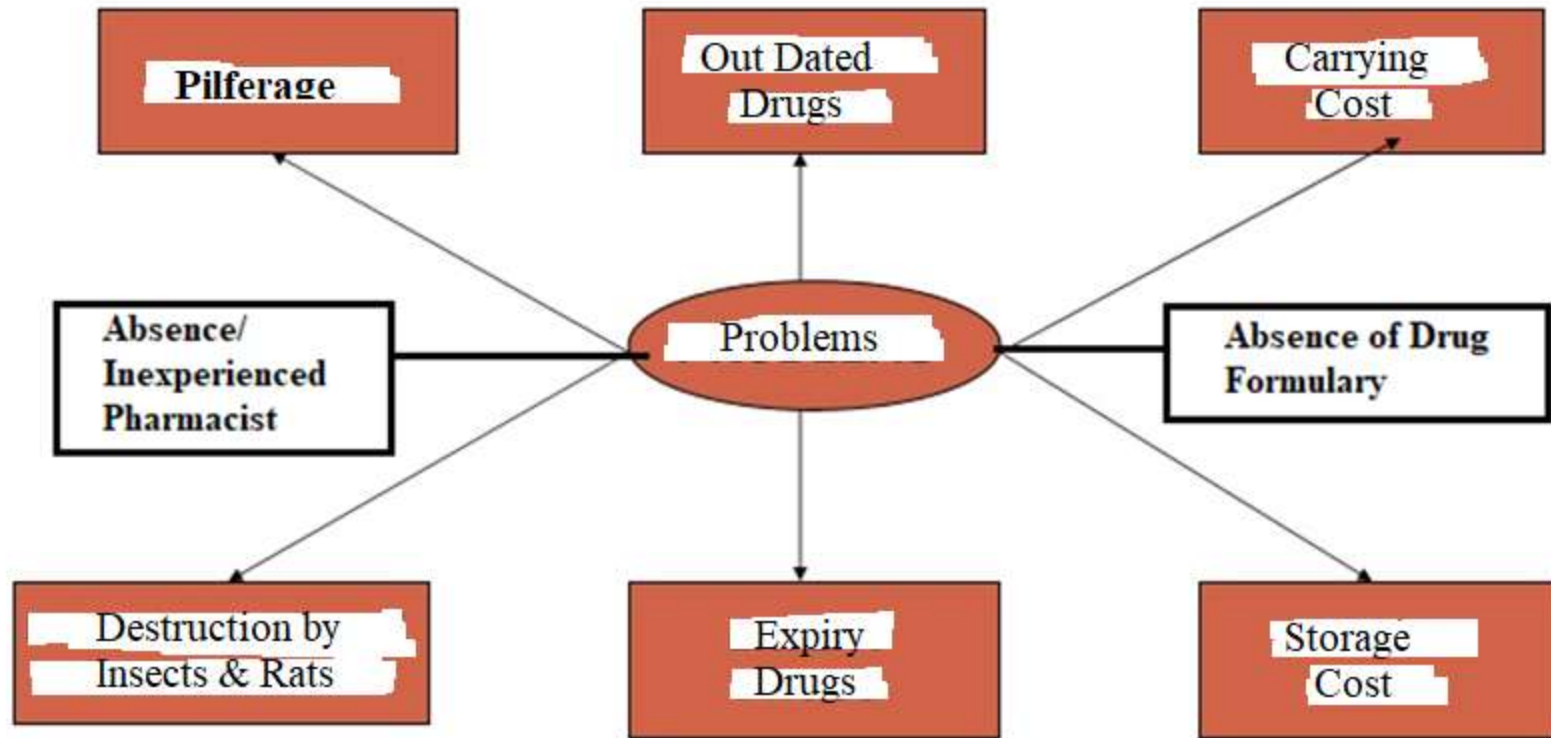 Pilferage
Out Dated
Drugs
Carrying
Cost
Absence/
Inexperienced
Pharmacist
Problems
Absence of Drug
Formulary
Destruction by
Insects & Rats
Expiry
Drugs
Storage
Cost